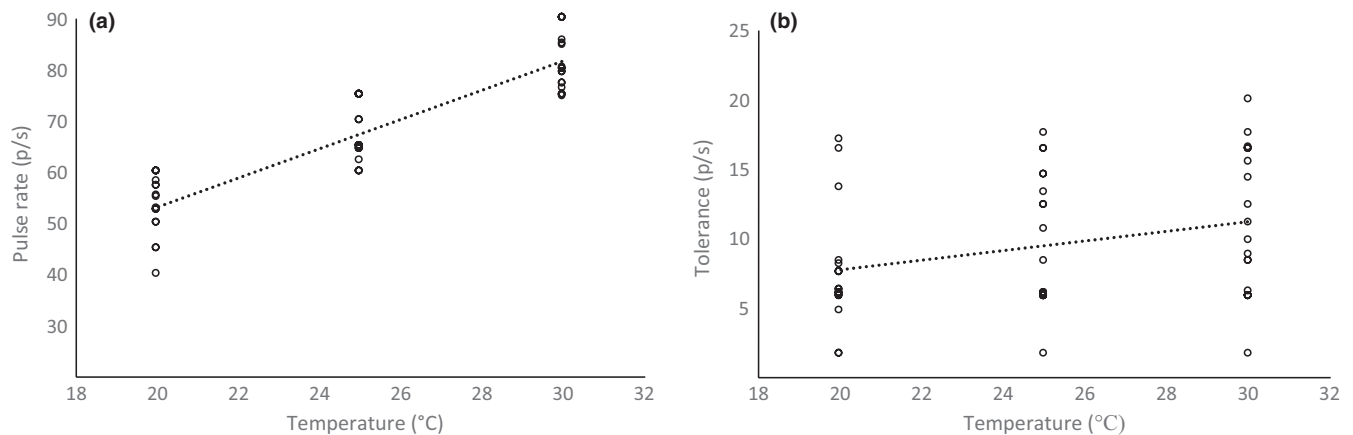 (a)
90
80
70
60
50
40
30
Pulse rate (p/s)
18 20 22 24 26 28 30 32
Temperature (°C)
(b)
25
20
15
10
5
Tolerance (p/s)
18 20 22 24 26 28 30 32
Temperature (°C)